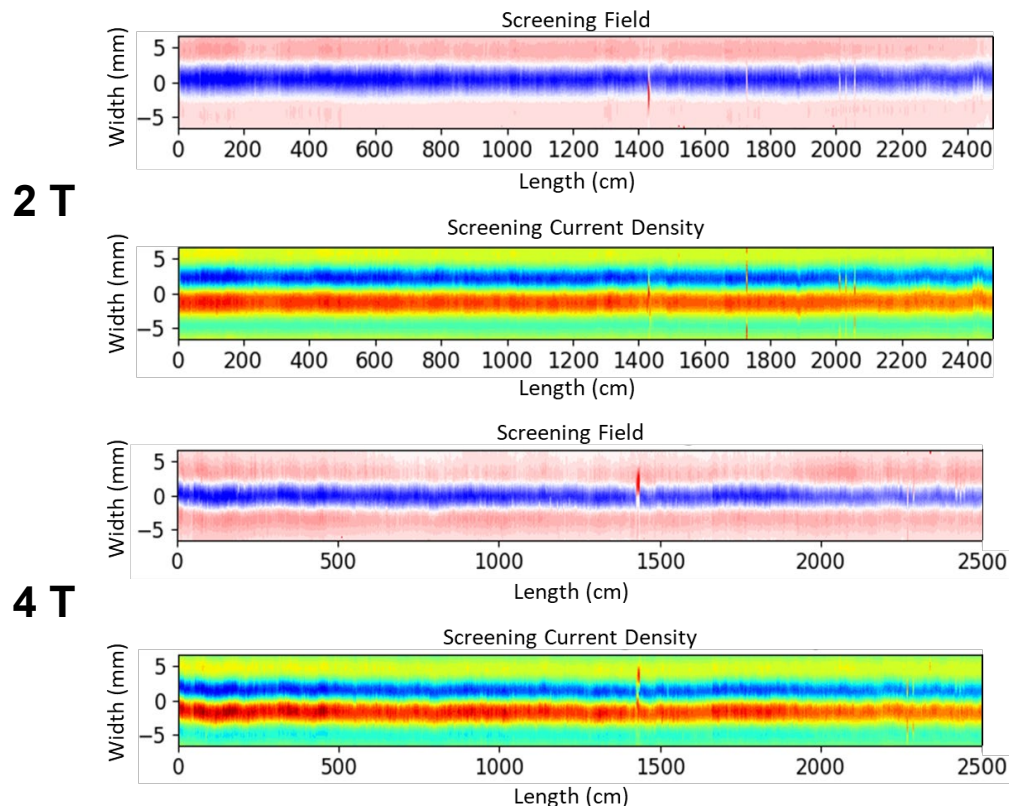 Screening Field
Width (mm)
5
0
−5
0 200 400 600 800 1000 1200 1400 1600 1800 2000 2200 2400
Length (cm)
2 T
Screening Current Density
Width (mm)
5
0
−5
0 200 400 600 800 1000 1200 1400 1600 1800 2000 2200 2400
Length (cm)
Screening Field
Width (mm)
5
0
−5
0 500 1000 1500 2000 2500
Length (cm)
4 T
Screening Current Density
Width (mm)
5
0
−5
0 500 1000 1500 2000 2500
Length (cm)